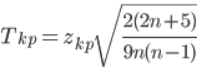 T_{kp} = z_{kp} \sqrt{\frac{2(2n+5)}{9n(n-1)}}